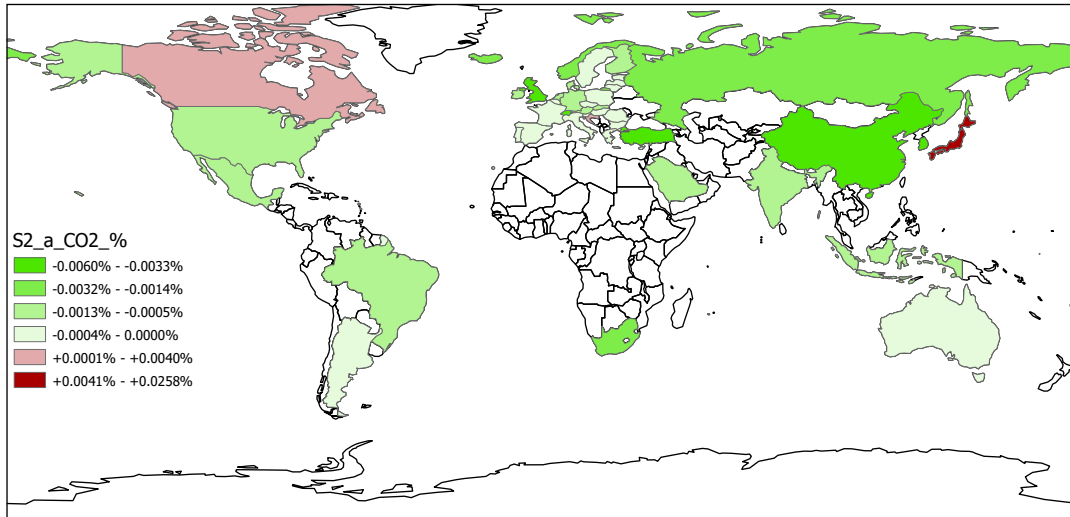 S2_a_CO2_%
-0.0060% - -0.0033%
-0.0032% - -0.0014%
-0.0013% - -0.0005%
-0.0004% - 0.0000%
+0.0001% - +0.0040%
+0.0041% - +0.0258%